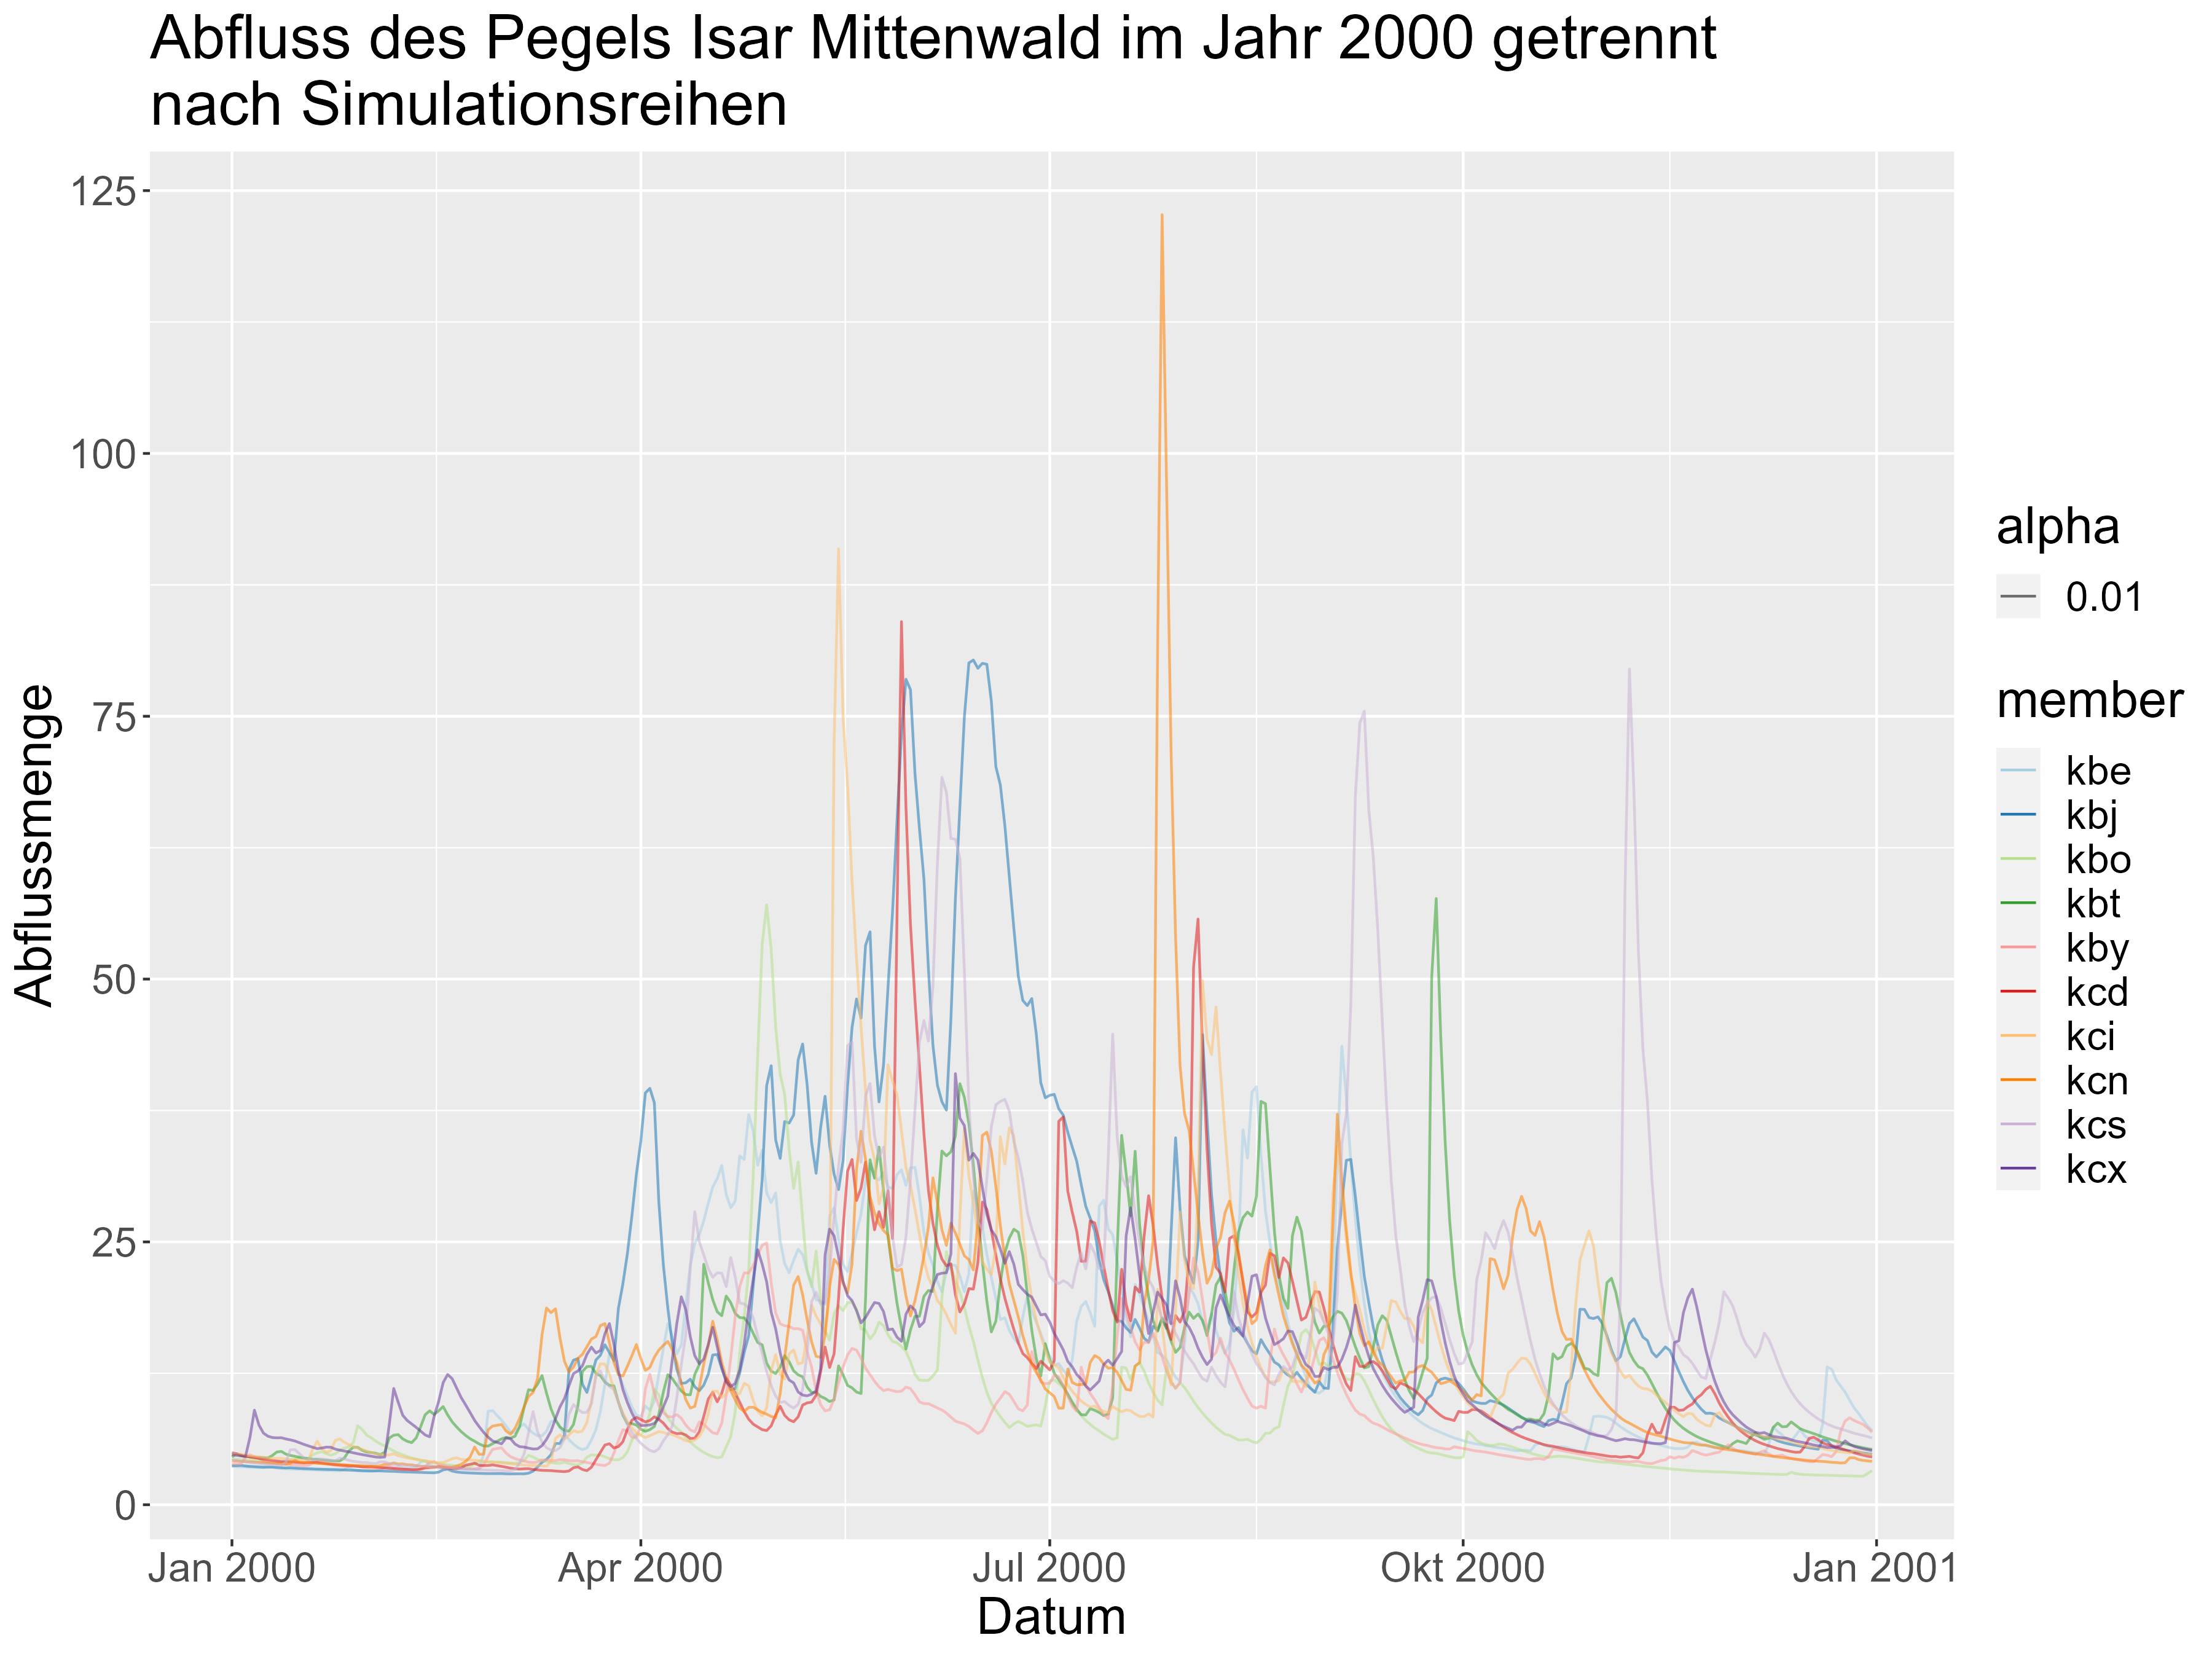 Abfluss des Pegels Isar Mittenwald im Jahr 2000 getrennt
nach Simulationsreihen
125
100
75
50
25
0
Abflussmenge
Jan 2000
Apr 2000
Jul 2000
Okt 2000
Jan 2001
Datum
alpha
0.01
member
kbe
kbj
kbo
kbt
kby
kcd
kci
kcn
kcs
kcx